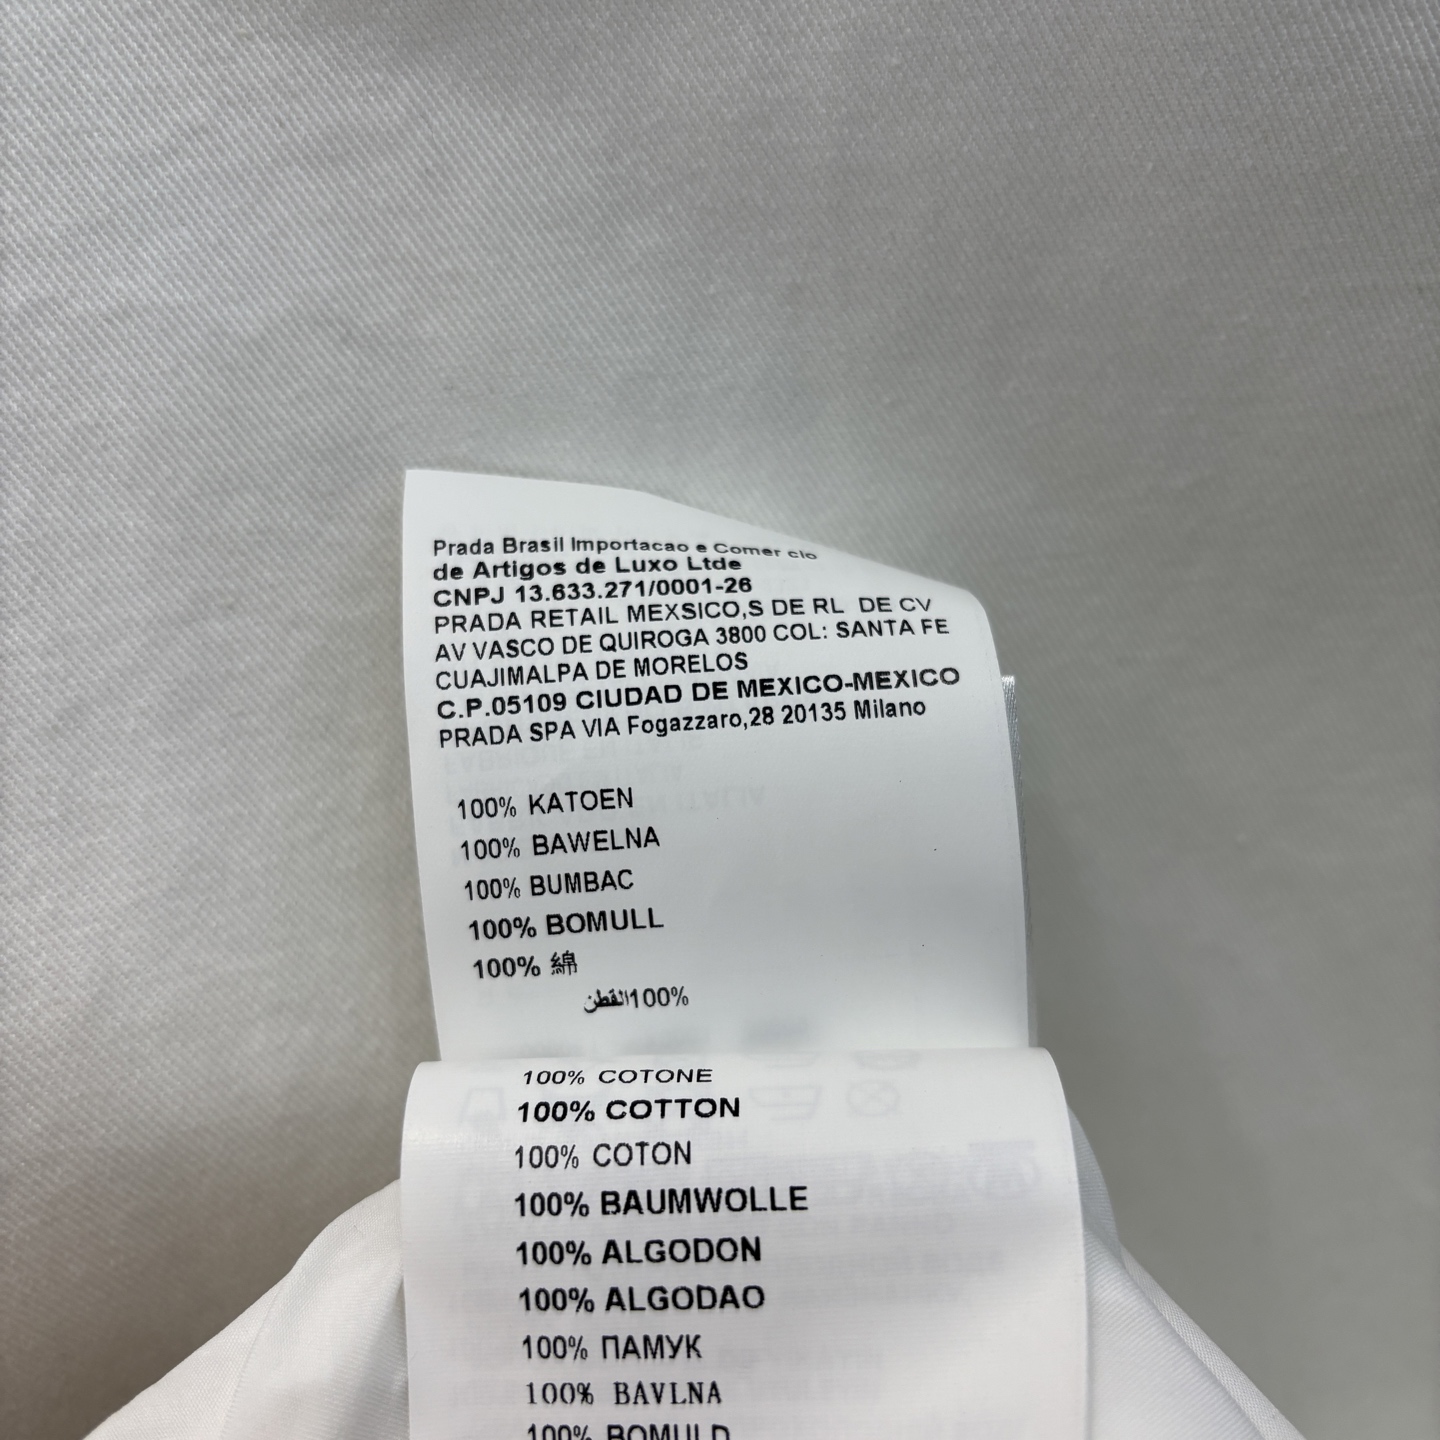 Prada Brasil Importacao e Comercio
de Artigos de Luxo Ltde
CNPJ 13.633.271/0001-26
PRADA RETAIL MEXSICO,S DE RL DE CV
AV VASCO DE QUIROGA 3800 COL: SANTA FE
CUAJIMALPA DE MORELOS
C.P.05109 CIUDAD DE MEXICO-MEXICO
PRADA SPA VIA Fogazzaro,28 20135 Milano
100% KATOEN
100% BAWELNA
100% BUMBAC
100% BOMULL
100% 綿
100%القطن
100% COTONE
100% COTTON
100% COTON
100% BAUMWOLLE
100% ALGODON
100% ALGODAO
100% ПАМУК
100% BAVLNA
100% BOMULD